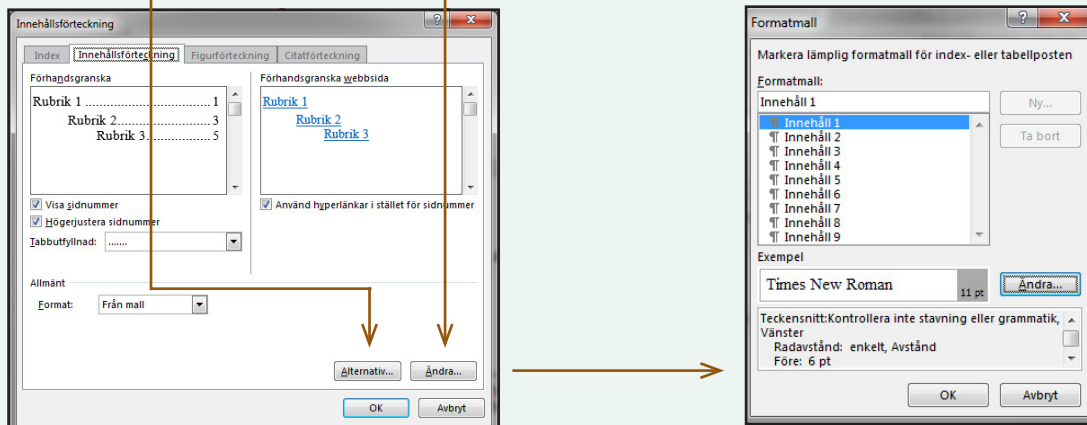 Innehållsförteckning
Index Innehållsförteckning Figurförteckning Citatförteckning
Förhandsgranska
Rubrik 1 ........................................ 1
Rubrik 2............................. 3
Rubrik 3..................... 5
Förhandsgranska webbsida
Rubrik 1
Rubrik 2
Rubrik 3
Visa sidnummer
Högerjustera sidnummer
Tabbutfyllnad: .......
Använd hyperlänkar i stället för sidnummer
Allmänt
Format: Från mall
Alternativ... Ändra...
OK Avbryt
Formatmall
Markera lämplig formatmall för index- eller tabellposten
Formatmall:
Innehåll 1
Ny...
Ta bort
¶ Innehåll 1
¶ Innehåll 2
¶ Innehåll 3
¶ Innehåll 4
¶ Innehåll 5
¶ Innehåll 6
¶ Innehåll 7
¶ Innehåll 8
¶ Innehåll 9
Exempel
Times New Roman 11 pt
Ändra...
Teckensnitt:Kontrollera inte stavning eller grammatik,
Vänster
Radavstånd: enkelt, Avstånd
Före: 6 pt
OK Avbryt